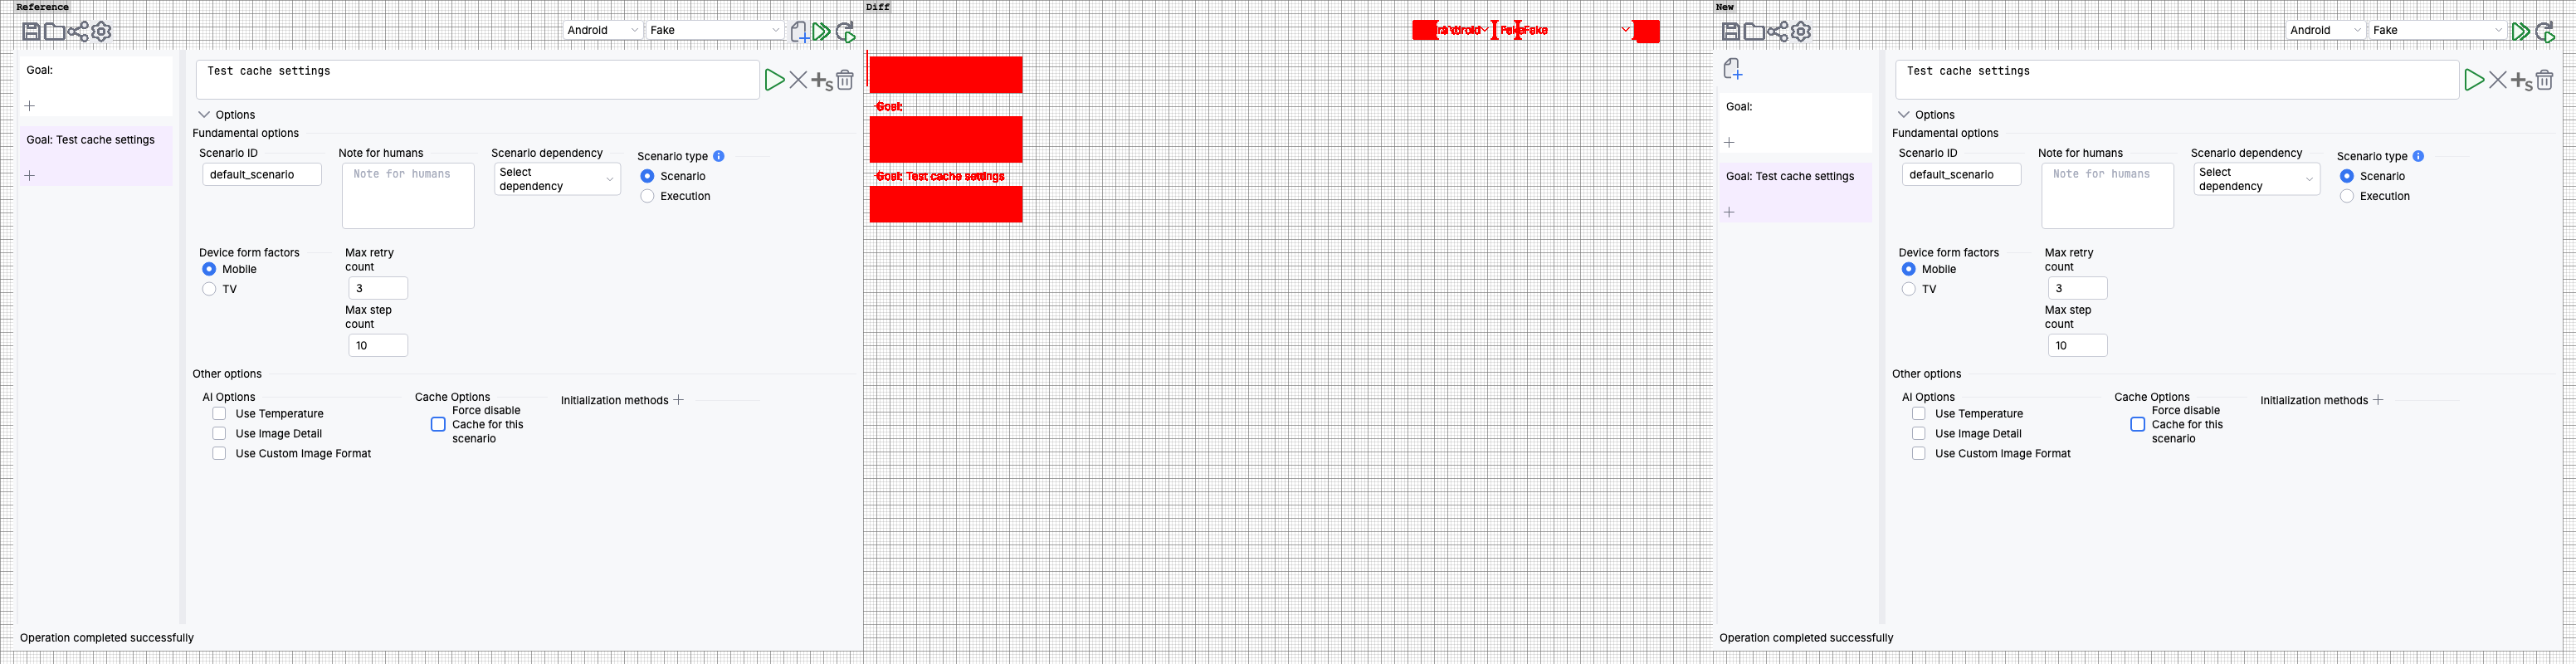 Reference
Android Fake
Goal:
Goal: Test cache settings
Test cache settings
Options
Fundamental options
Scenario ID
default_scenario
Note for humans
Note for humans
Scenario dependency
Select
dependency
Scenario type
Scenario
Execution
Device form factors
Mobile
TV
Max retry
count
3
Max step
count
10
Other options
AI Options
Use Temperature
Use Image Detail
Use Custom Image Format
Cache Options
Force disable
Cache for this
scenario
Initialization methods
Operation completed successfully
Diff
Fake
Goal:
Goal: Test cache settings
New
Android Fake
Goal:
Goal: Test cache settings
Test cache settings
Options
Fundamental options
Scenario ID
default_scenario
Note for humans
Note for humans
Scenario dependency
Select
dependency
Scenario type
Scenario
Execution
Device form factors
Mobile
TV
Max retry
count
3
Max step
count
10
Other options
AI Options
Use Temperature
Use Image Detail
Use Custom Image Format
Cache Options
Force disable
Cache for this
scenario
Initialization methods
Operation completed successfully